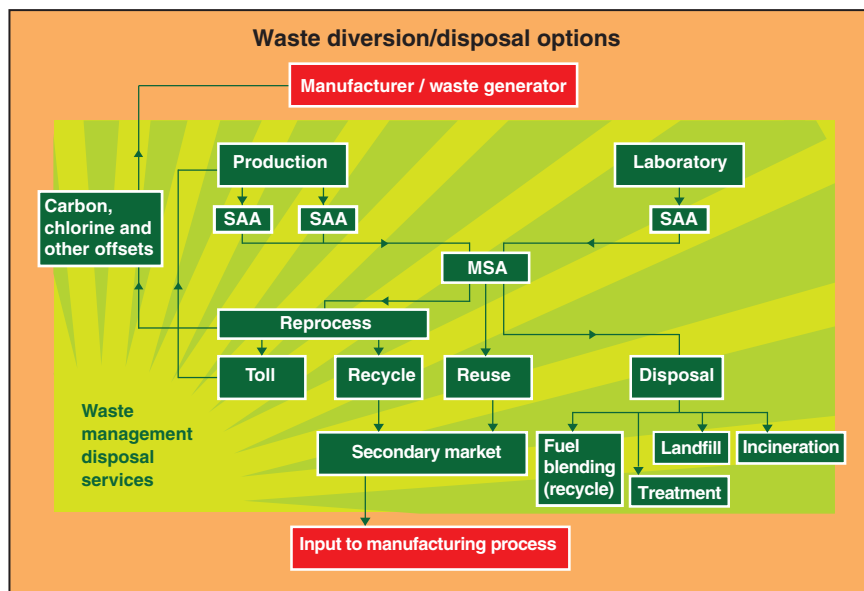 Waste diversion/disposal options
Manufacturer / waste generator
Production
Laboratory
Carbon,
chlorine and
other offsets
SAA
SAA
SAA
MSA
Reprocess
Toll
Recycle
Reuse
Disposal
Waste
management
disposal
services
Secondary market
Fuel
blending
(recycle)
Landfill
Incineration
Treatment
Input to manufacturing process